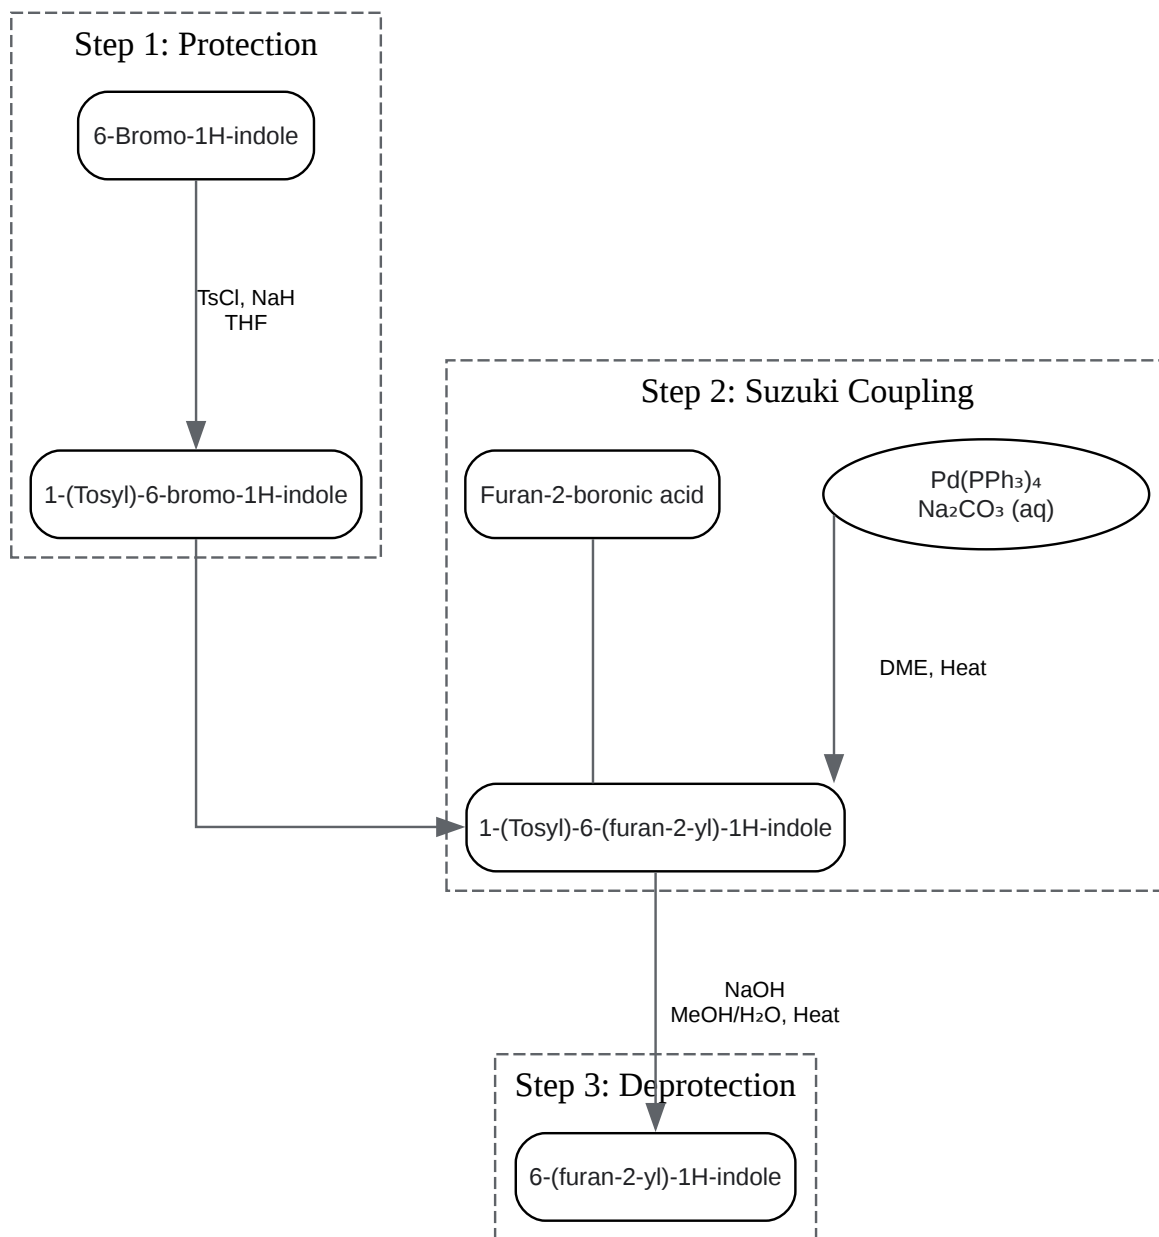 Step 1: Protection
6-Bromo-1H-indole
TsCl, NaH
THF
1-(Tosyl)-6-bromo-1H-indole
Step 2: Suzuki Coupling
Furan-2-boronic acid
Pd(PPh₃)₄
Na₂CO₃ (aq)
DME, Heat
1-(Tosyl)-6-(furan-2-yl)-1H-indole
NaOH
MeOH/H₂O, Heat
Step 3: Deprotection
6-(furan-2-yl)-1H-indole